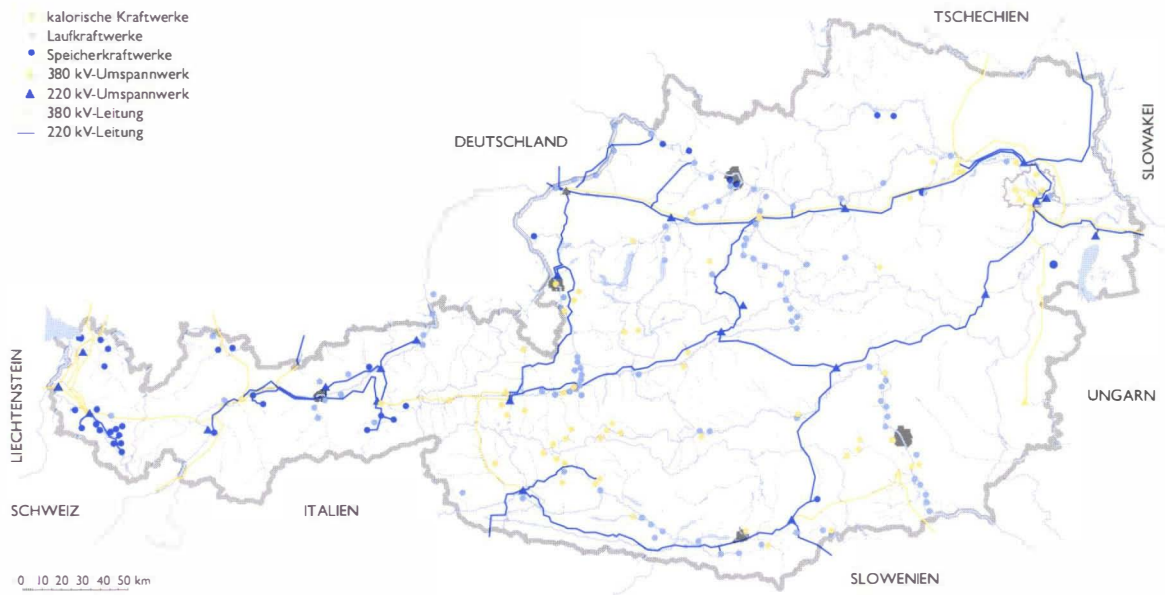 kalorische Kraftwerke
Laufkraftwerke
Speicherkraftwerke
380 kV-Umspannwerk
220 kV-Umspannwerk
380 kV-Leitung
220 kV-Leitung
TSCHECHIEN
DEUTSCHLAND
SLOWAKEI
LIECHTENSTEIN
UNGARN
SCHWEIZ
ITALIEN
SLOWENIEN
0 10 20 30 40 50 km